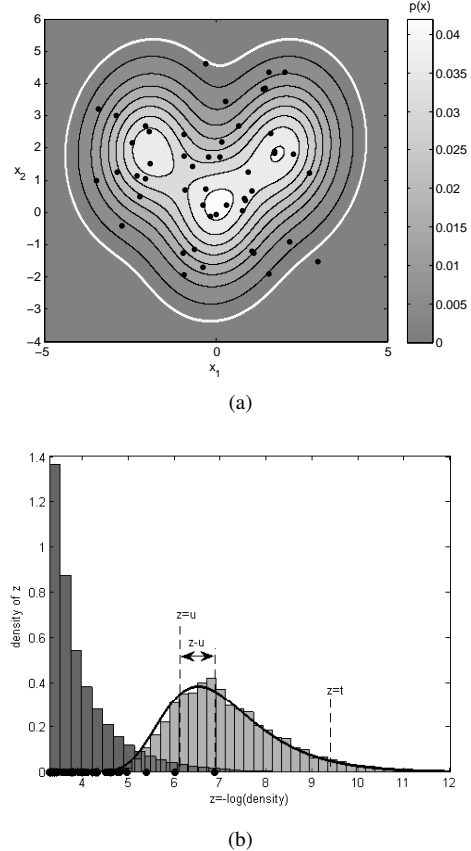 p(x)
6
5
4
3
2
1
0
−1
−2
−3
−4
x2
−5 0 5
x1
0.04
0.035
0.03
0.025
0.02
0.015
0.01
0.005
0
(a)
1.4
1.2
1
0.8
0.6
0.4
0.2
0
density of z
z=u
z-u
z=t
4 5 6 7 8 9 10 11 12
z=-log(density)
(b)